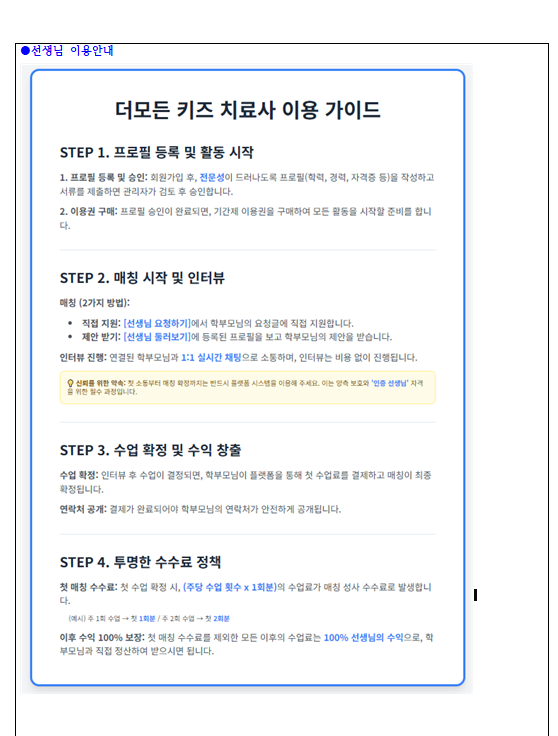 ●선생님 이용안내
더모든 키즈 치료사 이용 가이드
STEP 1. 프로필 등록 및 활동 시작
1. 프로필 등록 및 승인: 회원가입 후, 전문성이 드러나도록 프로필(학력, 경력, 자격증 등)을 작성하고
서류를 제출하면 관리자가 검토 후 승인합니다.
2. 이용권 구매: 프로필 승인이 완료되면, 기간제 이용권을 구매하여 모든 활동을 시작할 준비를 합니
다.
STEP 2. 매칭 시작 및 인터뷰
매칭 (2가지 방법):
• 직접 지원: [선생님 요청하기]에서 학부모님의 요청글에 직접 지원합니다.
• 제안 받기: [선생님 둘러보기]에 등록된 프로필을 보고 학부모님의 제안을 받습니다.
인터뷰 진행: 연결된 학부모님과 1:1 실시간 채팅으로 소통하며, 인터뷰는 비용 없이 진행됩니다.
신뢰를 위한 약속: 첫 소통부터 매칭 확정까지는 반드시 플랫폼 시스템을 이용해 주세요. 이는 양측 보호와 '인증 선생님' 자격
을 위한 필수 과정입니다.
STEP 3. 수업 확정 및 수익 창출
수업 확정: 인터뷰 후 수업이 결정되면, 학부모님이 플랫폼을 통해 첫 수업료를 결제하고 매칭이 최종
확정됩니다.
연락처 공개: 결제가 완료되어야 학부모님의 연락처가 안전하게 공개됩니다.
STEP 4. 투명한 수수료 정책
첫 매칭 수수료: 첫 수업 확정 시, (주당 수업 횟수 x 1회분)의 수업료가 매칭 성사 수수료로 발생합니
다.
(예시) 주 1회 수업 → 첫 1회분 / 주 2회 수업 → 첫 2회분
이후 수익 100% 보장: 첫 매칭 수수료를 제외한 모든 이후의 수업료는 100% 선생님의 수익으로, 학
부모님과 직접 정산하여 받으시면 됩니다.